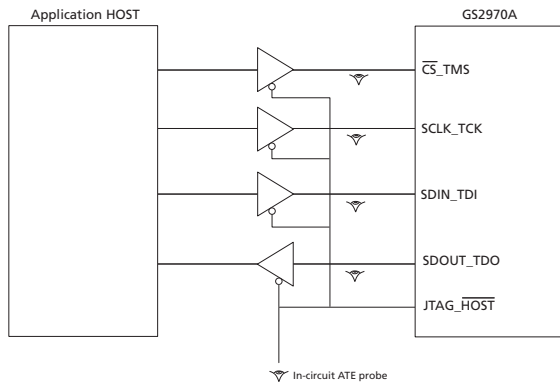 Application HOST
GS2970A
CS_TMS
SCLK_TCK
SDIN_TDI
SDOUT_TDO
JTAG_HOST
In-circuit ATE probe